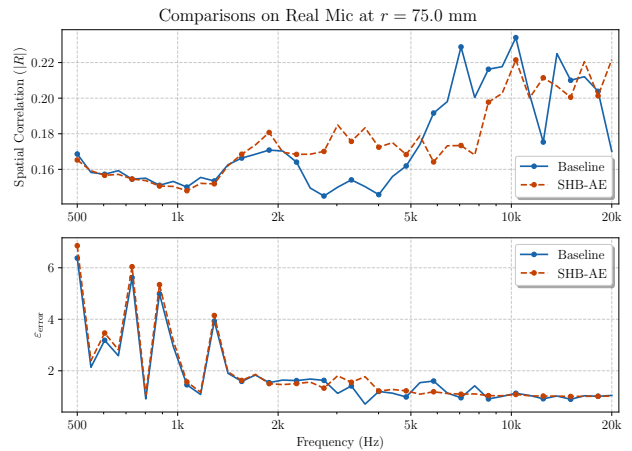 Comparisons on Real Mic at r = 75.0 mm
Spatial Correlation (|R|)
0.22
0.20
0.18
0.16
Baseline
SHB-AE
500 1k 2k 5k 10k 20k
ε_error
6
4
2
Baseline
SHB-AE
500 1k 2k 5k 10k 20k
Frequency (Hz)